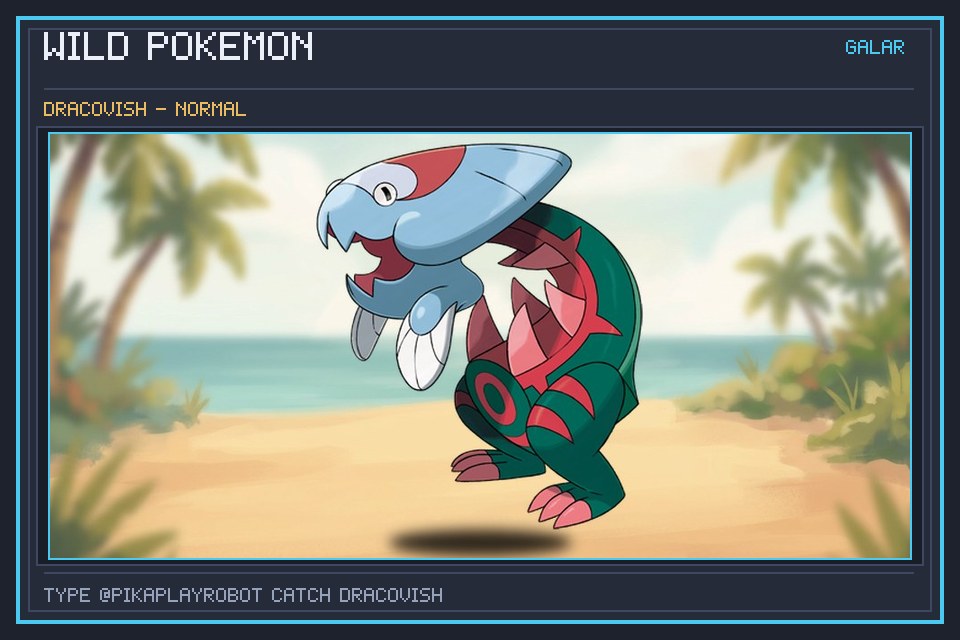 WILD POKEMON
GALAR
DRACOVISH - NORMAL
TYPE @PIKAPLAYROBOT CATCH DRACOVISH